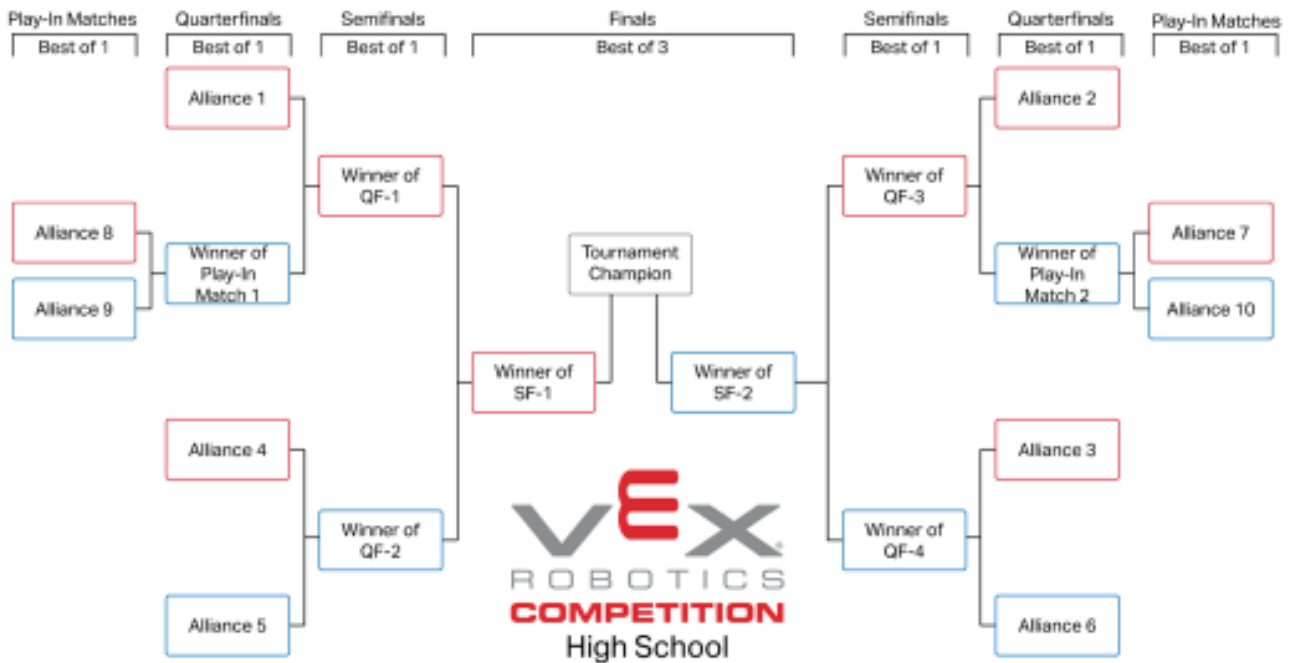 Play-In Matches
Quarterfinals
Semifinals
Finals
Semifinals
Quarterfinals
Play-In Matches
Best of 1
Best of 1
Best of 1
Best of 3
Best of 1
Best of 1
Best of 1
Alliance 1
Alliance 2
Winner of
QF-1
Winner of
QF-3
Alliance 8
Alliance 9
Winner of
Play-In
Match 1
Tournament
Champion
Winner of
Play-In
Match 2
Alliance 7
Alliance 10
Winner of
SF-1
Winner of
SF-2
Alliance 4
Alliance 3
Winner of
QF-2
Winner of
QF-4
Alliance 5
Alliance 6
VEX
ROBOTICS
COMPETITION
High School